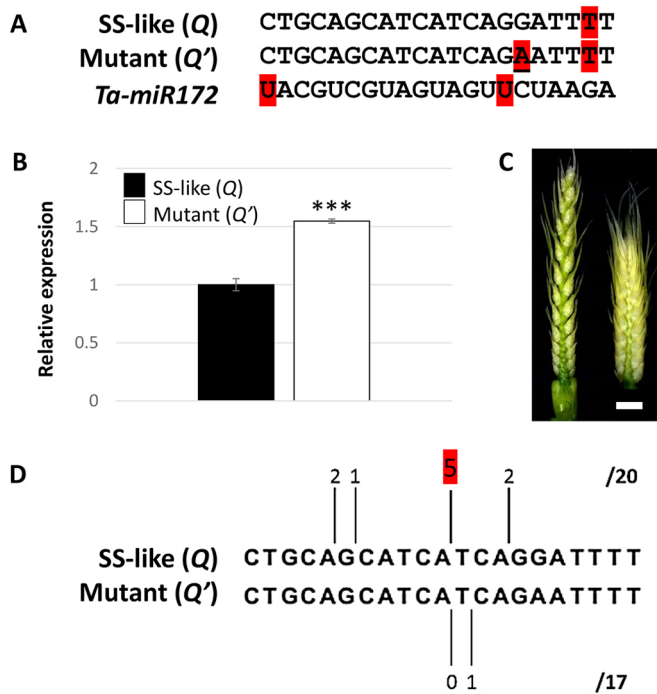 A
SS-like (Q) CTGCAGCATCATCAGGATTTT
Mutant (Q’) CTGCAGCATCATCAGAATTTT
Ta-miR172 UACGUCGUAGUAGUUCUAAGA
B
C
2
1.5
1
0.5
0
Relative expression
SS-like (Q)
Mutant (Q’)
***
D
2 1 5 2 /20
SS-like (Q) CTGCAGCATCATCAGGATTTT
Mutant (Q’) CTGCAGCATCATCAGAATTTT
0 1 /17